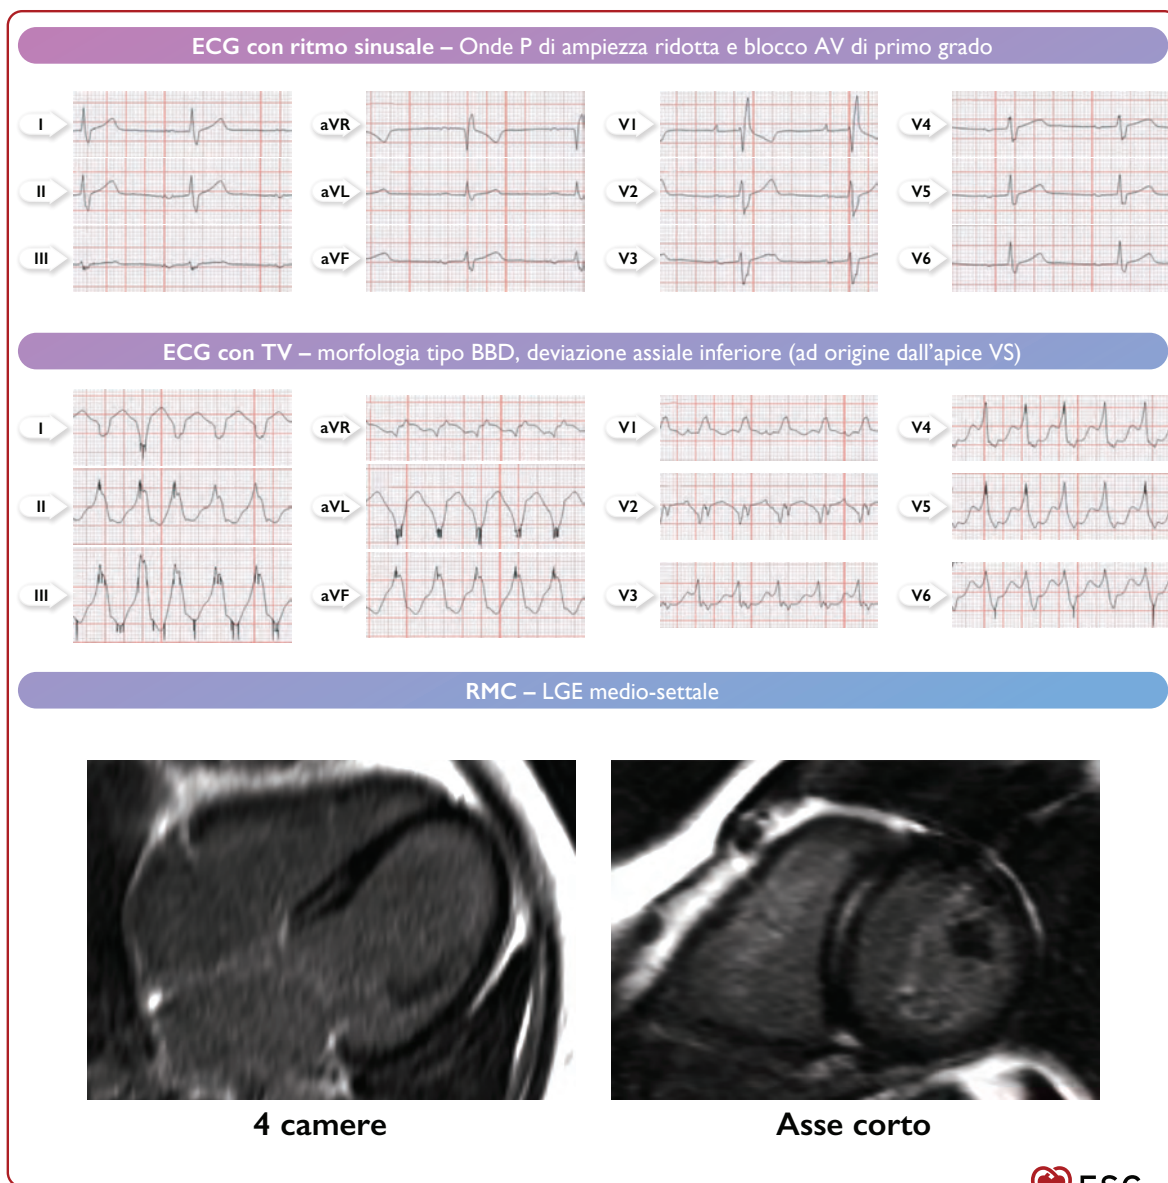 ECG con ritmo sinusale – Onde P di ampiezza ridotta e blocco AV di primo grado
I
aVR
V1
V4
II
aVL
V2
V5
III
aVF
V3
V6
ECG con TV – morfologia tipo BBD, deviazione assiale inferiore (ad origine dall'apice VS)
I
aVR
V1
V4
II
aVL
V2
V5
III
aVF
V3
V6
RMC – LGE medio-settale
4 camere
Asse corto
ESC